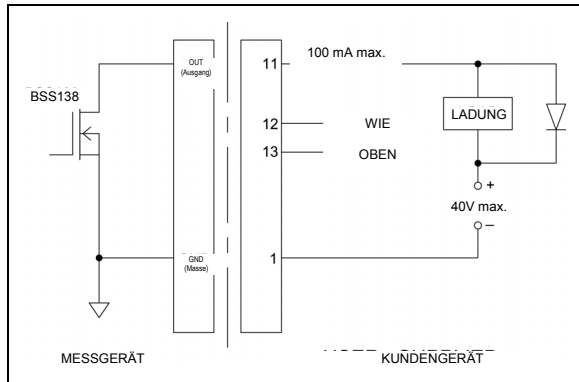 OUT
(Ausgang)
11
100 mA max.
BSS138
LADUNG
12
WIE
13
OBEN
+
40V max.
–
GND
(Masse)
1
MESSGERÄT
KUNDENGERÄT